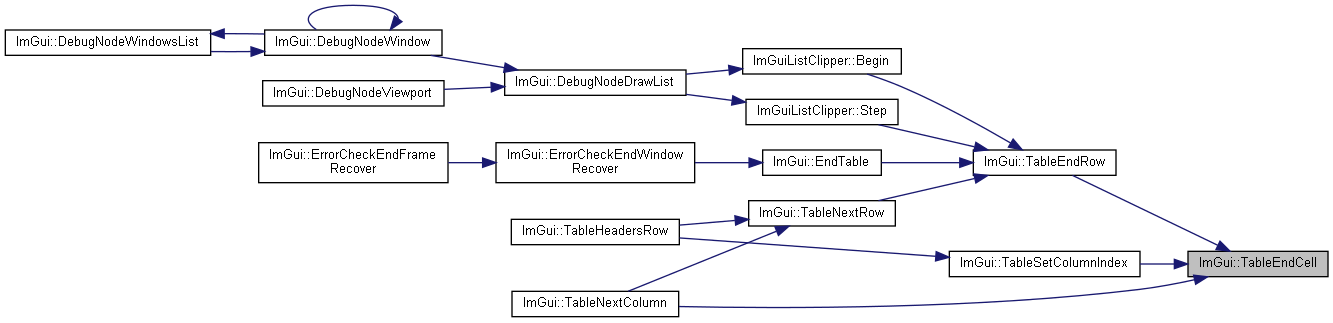 ImGui::DebugNodeWindowsList
ImGui::DebugNodeWindow
ImGuiListClipper::Begin
ImGui::DebugNodeDrawList
ImGui::DebugNodeViewport
ImGuiListClipper::Step
ImGui::ErrorCheckEndFrame
Recover
ImGui::ErrorCheckEndWindow
Recover
ImGui::EndTable
ImGui::TableEndRow
ImGui::TableNextRow
ImGui::TableHeadersRow
ImGui::TableSetColumnIndex
ImGui::TableEndCell
ImGui::TableNextColumn